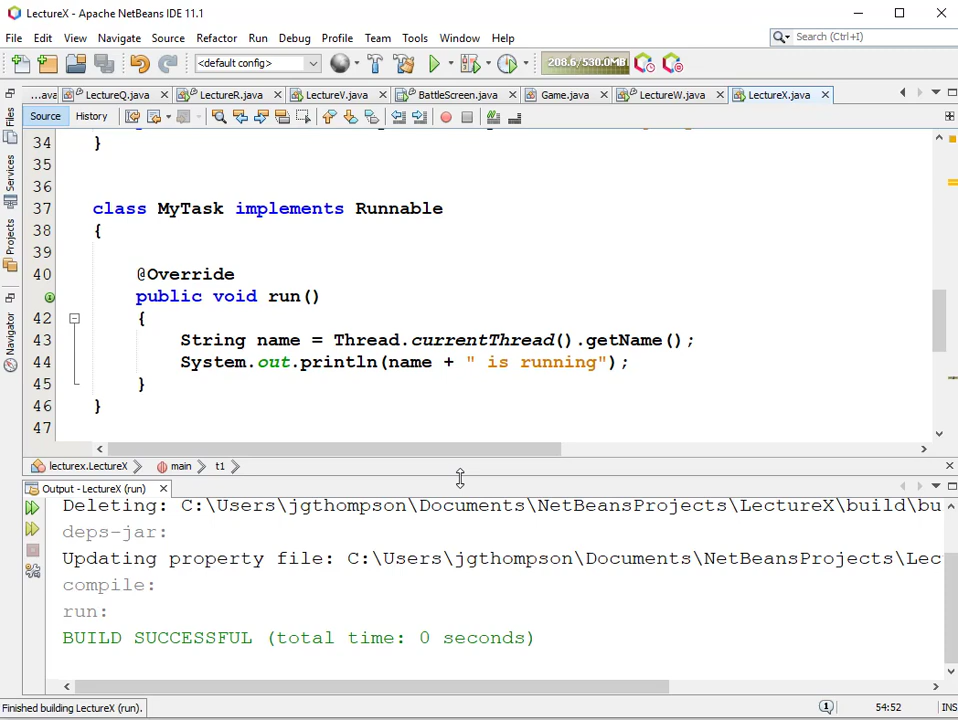 LectureX - Apache NetBeans IDE 11.1
File Edit View Navigate Source Refactor Run Debug Profile Team Tools Window Help
Search (Ctrl+I)
<default config>
208.6/530.0MB
...ava LectureQ.java LectureR.java LectureV.java BattleScreen.java Game.java LectureW.java LectureX.java
Source History
Files
Services
Projects
Navigator
34 }
35
36
37 class MyTask implements Runnable
38 {
39
40 @Override
public void run()
42 {
43 String name = Thread.currentThread().getName();
44 System.out.println(name + " is running");
45 }
46 }
47
lecturex.LectureX main t1
Output - LectureX (run)
Deleting: C:\Users\jgthompson\Documents\NetBeansProjects\LectureX\build\bu
deps-jar:
Updating property file: C:\Users\jgthompson\Documents\NetBeansProjects\Lec
compile:
run:
BUILD SUCCESSFUL (total time: 0 seconds)
Finished building LectureX (run).
1
54:52
INS